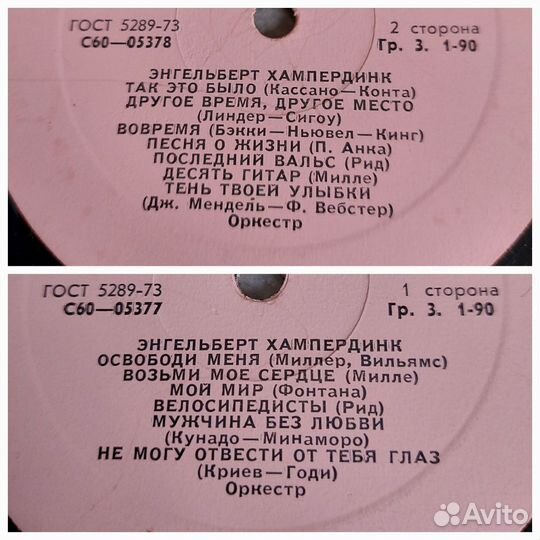 ГОСТ 5289-73 2 сторона
С60—05378 Гр. 3. 1-90
ЭНГЕЛЬБЕРТ ХАМПЕРДИНК
ТАК ЭТО БЫЛО (Кассано—Конта)
ДРУГОЕ ВРЕМЯ, ДРУГОЕ МЕСТО
(Линдер—Сигоу)
ВОВРЕМЯ (Бэкки—Ньювел—Кинг)
ПЕСНЯ О ЖИЗНИ (П. Анка)
ПОСЛЕДНИЙ ВАЛЬС (Рид)
ДЕСЯТЬ ГИТАР (Милле)
ТЕНЬ ТВОЕЙ УЛЫБКИ
(Дж. Мендель—Ф. Вебстер)
Оркестр
ГОСТ 5289-73 1 сторона
С60—05377 Гр. 3. 1-90
ЭНГЕЛЬБЕРТ ХАМПЕРДИНК
ОСВОБОДИ МЕНЯ (Миллер, Вильямс)
ВОЗЬМИ МОЕ СЕРДЦЕ (Милле)
МОЙ МИР (Фонтана)
ВЕЛОСИПЕДИСТЫ (Рид)
МУЖЧИНА БЕЗ ЛЮБВИ
(Кунадо—Минаморо)
НЕ МОГУ ОТВЕСТИ ОТ ТЕБЯ ГЛАЗ
(Криев—Годи)
Оркестр
Avito